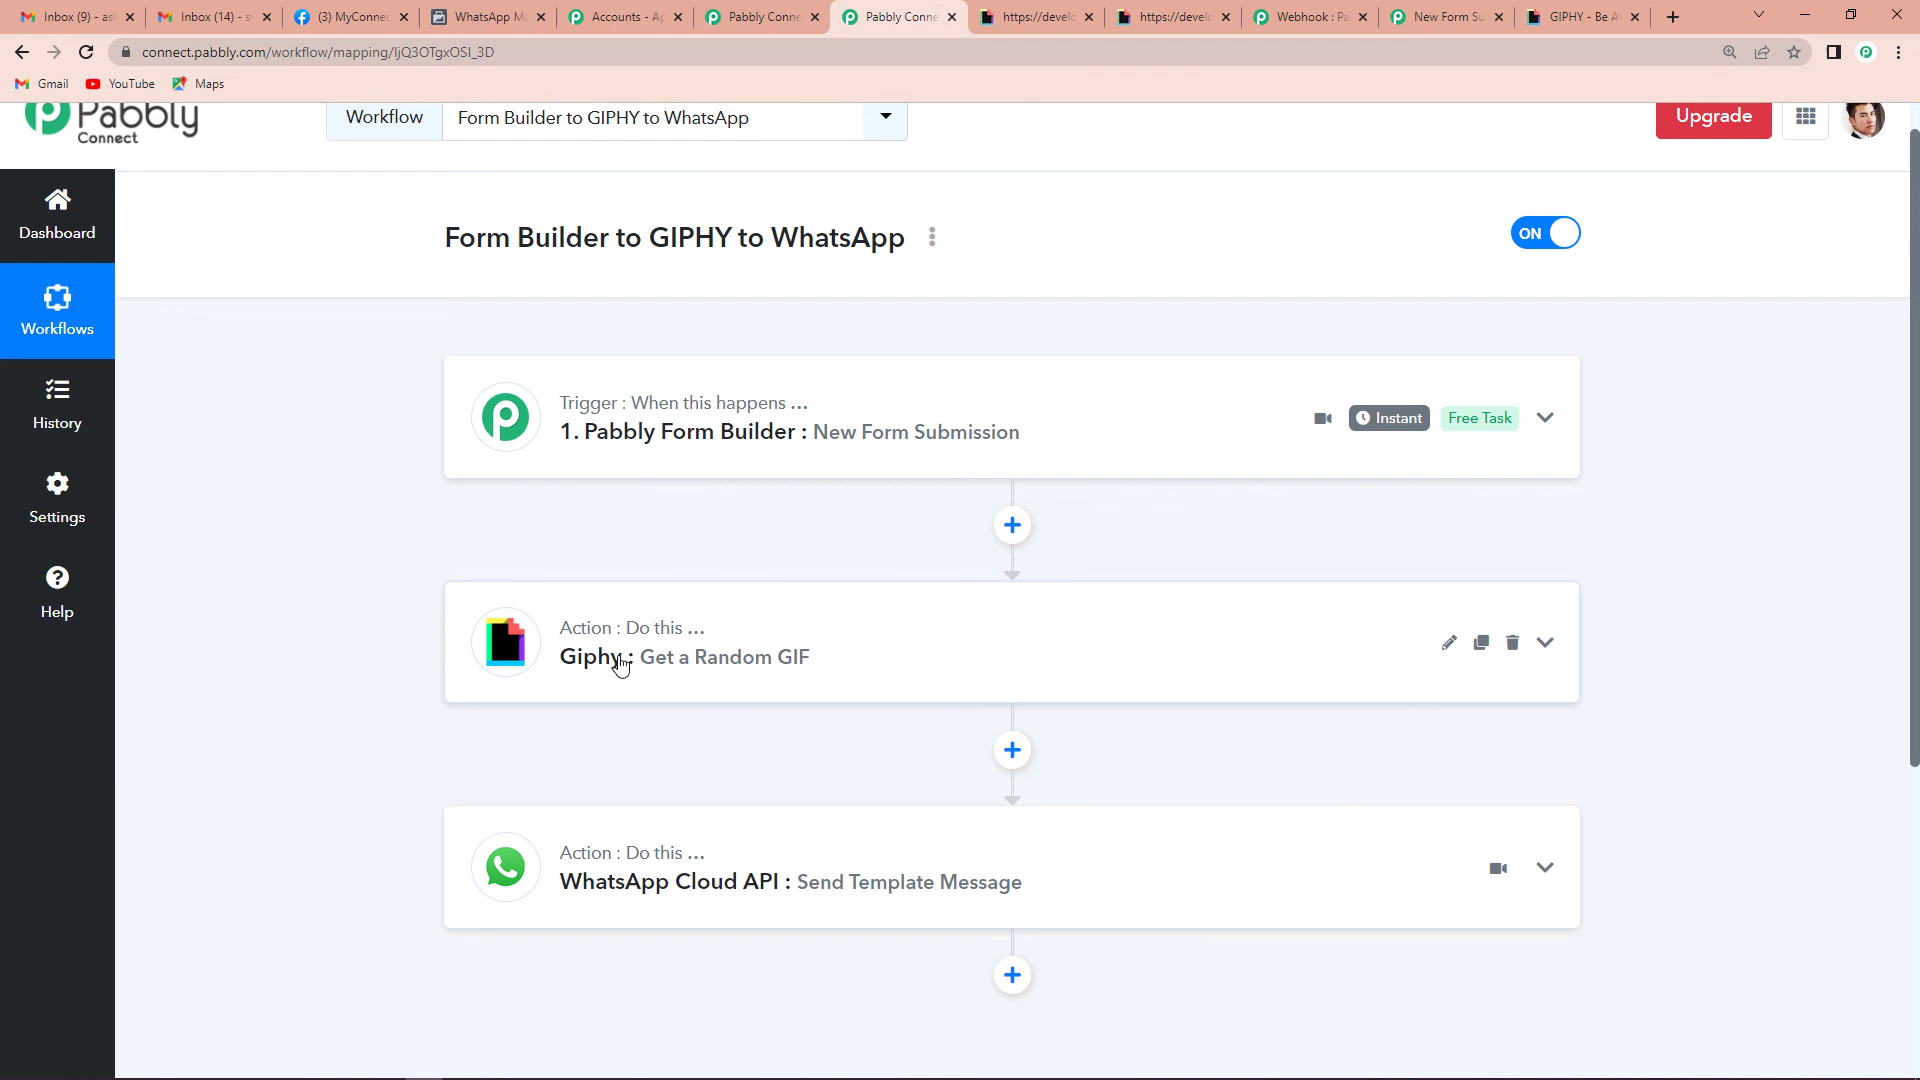 Inbox (9) - as
Inbox (14) - s
(3) MyConnec
WhatsApp M
Accounts - A
Pabbly Conne
Pabbly Conne
https://develo
https://develo
Webhook : Pa
New Form Su
GIPHY - Be A
connect.pabbly.com/workflow/mapping/IjQ3OTgxOSI_3D
Gmail
YouTube
Maps
Pabbly
Connect
Workflow
Form Builder to GIPHY to WhatsApp
Upgrade
Dashboard
Workflows
History
Settings
Help
Form Builder to GIPHY to WhatsApp
ON
Trigger : When this happens ...
1. Pabbly Form Builder : New Form Submission
Instant
Free Task
Action : Do this ...
Giphy : Get a Random GIF
Action : Do this ...
WhatsApp Cloud API : Send Template Message